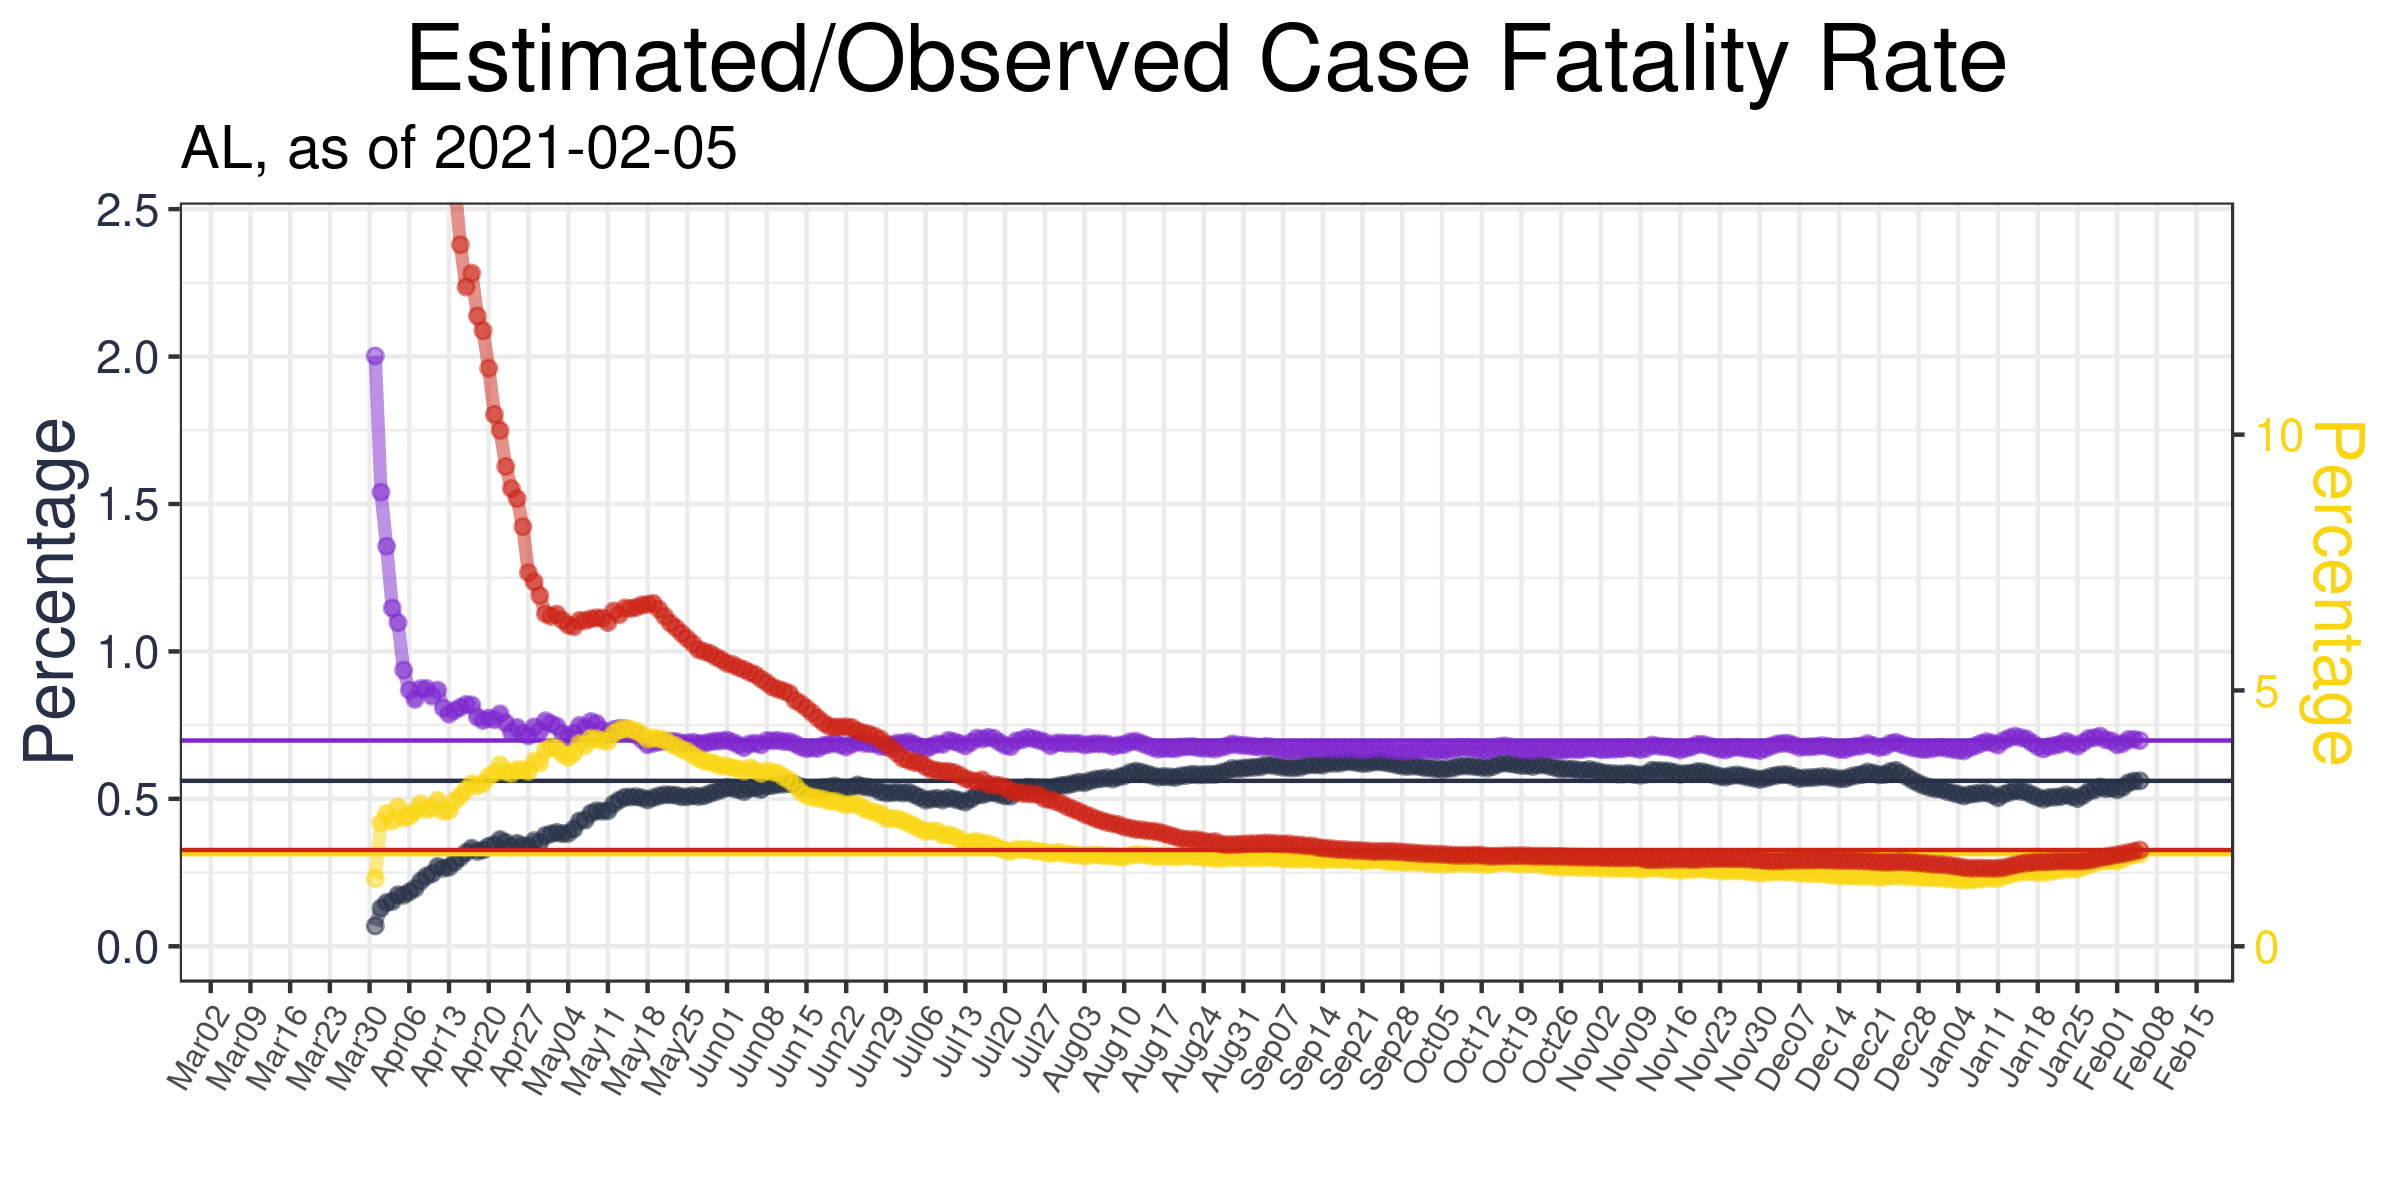 Estimated/Observed Case Fatality Rate
AL, as of 2021-02-05
Percentage
2.5
2.0
1.5
1.0
0.5
0.0
10
5
0
Percentage
Mar02
Mar09
Mar16
Mar23
Mar30
Apr06
Apr13
Apr20
Apr27
May04
May11
May18
May25
Jun01
Jun08
Jun15
Jun22
Jun29
Jul06
Jul13
Jul20
Jul27
Aug03
Aug10
Aug17
Aug24
Aug31
Sep07
Sep14
Sep21
Sep28
Oct05
Oct12
Oct19
Oct26
Nov02
Nov09
Nov16
Nov23
Nov30
Dec07
Dec14
Dec21
Dec28
Jan04
Jan11
Jan18
Jan25
Feb01
Feb08
Feb15